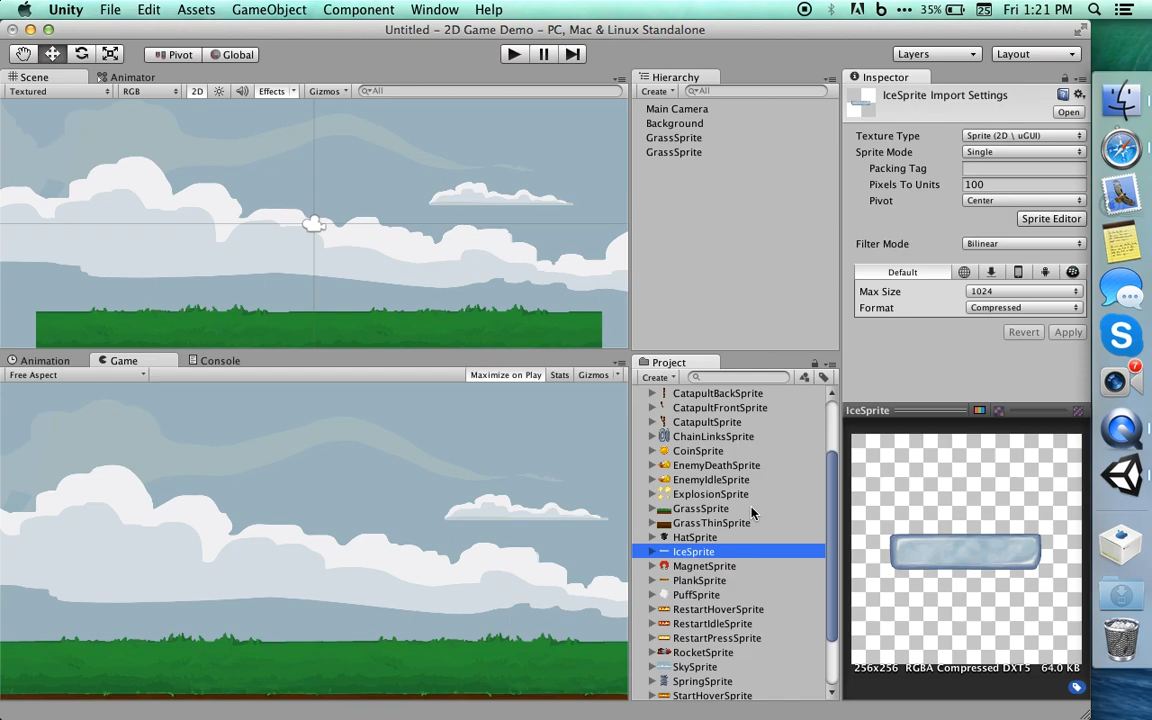 Unity File Edit Assets GameObject Component Window Help 35% 25 Fri 1:21 PM
Untitled - 2D Game Demo - PC, Mac & Linux Standalone
Pivot Global Layers Layout
Scene Animator
Textured RGB 2D Effects Gizmos All
Hierarchy
Create All
Main Camera
Background
GrassSprite
GrassSprite
Inspector
IceSprite Import Settings
Open
Texture Type Sprite (2D \ uGUI)
Sprite Mode Single
Packing Tag
Pixels To Units 100
Pivot Center
Sprite Editor
Filter Mode Bilinear
Default
Max Size 1024
Format Compressed
Revert Apply
Animation Game Console
Free Aspect Maximize on Play Stats Gizmos
Project
Create
CatapultBackSprite
CatapultFrontSprite
CatapultSprite
ChainLinksSprite
CoinSprite
EnemyDeathSprite
EnemyIdleSprite
ExplosionSprite
GrassSprite
GrassThinSprite
HatSprite
IceSprite
MagnetSprite
PlankSprite
PuffSprite
RestartHoverSprite
RestartIdleSprite
RestartPressSprite
RocketSprite
SkySprite
SpringSprite
StartHoverSprite
IceSprite
256x256 RGBA Compressed DXT5 64.0 KB
7